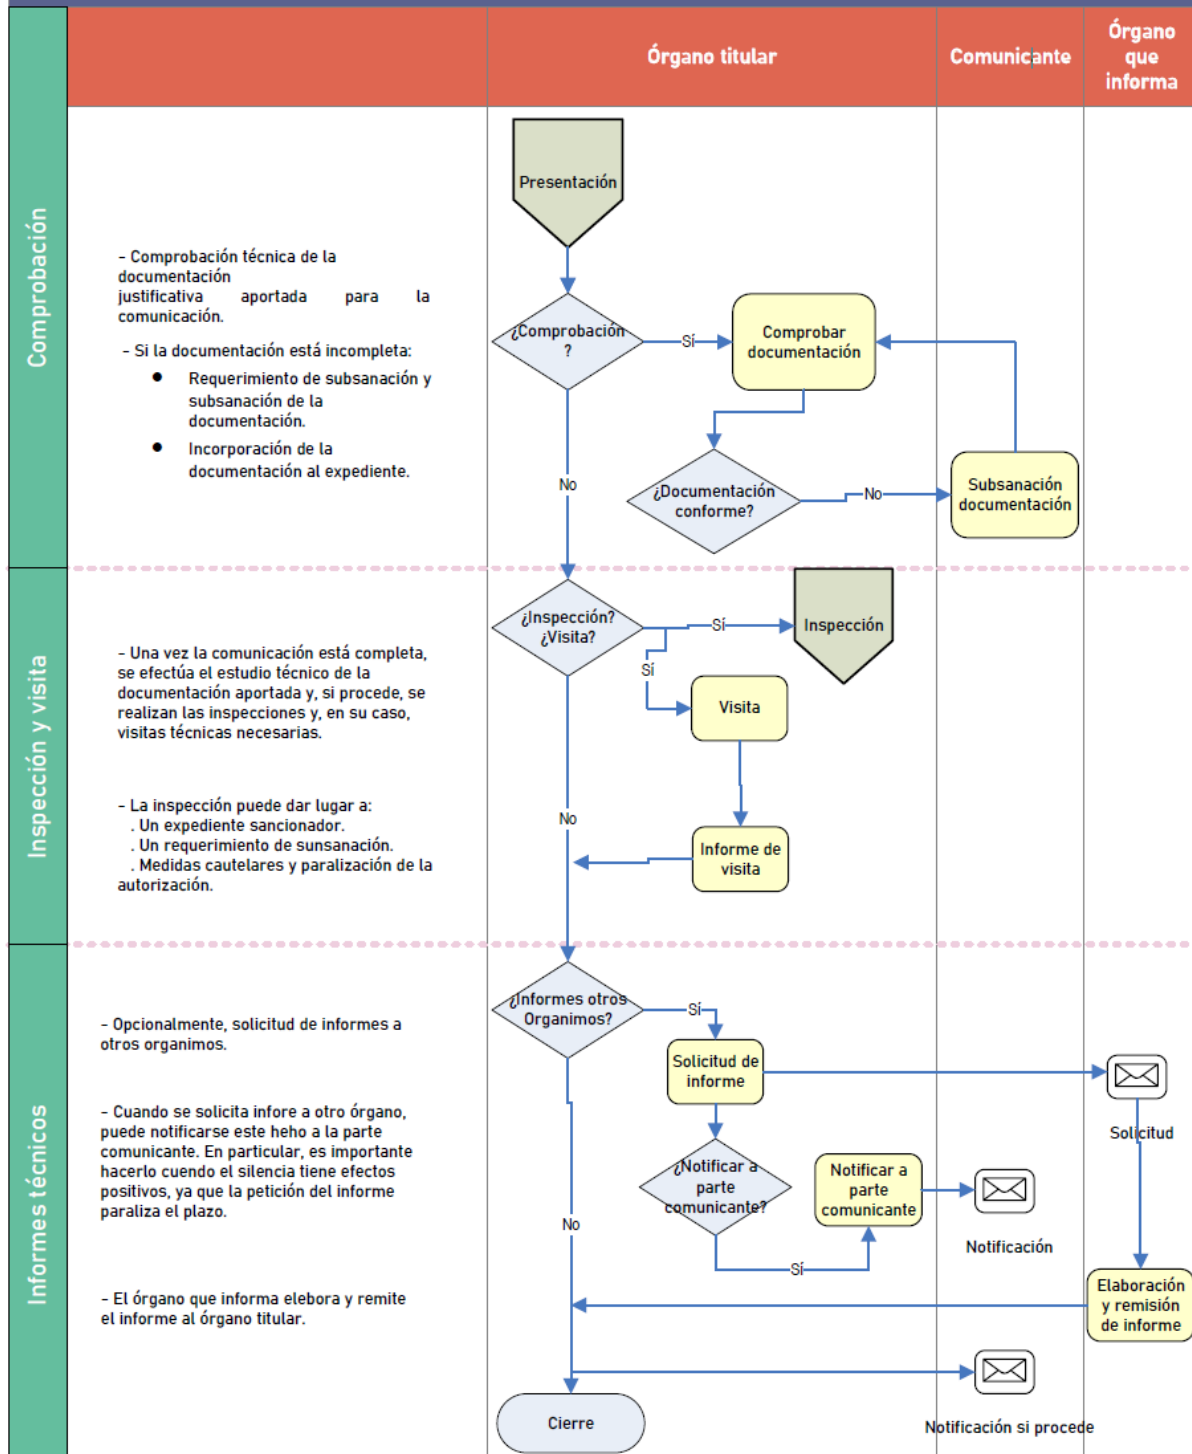 Órgano titular
Comunicante
Órgano
que
informa
Comprobación
- Comprobación técnica de la
documentación
justificativa aportada para la
comunicación.
- Si la documentación está incompleta:
● Requerimiento de subsanación y
subsanación de la
documentación.
● Incorporación de la
documentación al expediente.
Presentación
¿Comprobación
?
Sí
Comprobar
documentación
No
¿Documentación
conforme?
No
Subsanación
documentación
Inspección y visita
- Una vez la comunicación está completa,
se efectúa el estudio técnico de la
documentación aportada y, si procede, se
realizan las inspecciones y, en su caso,
visitas técnicas necesarias.
- La inspección puede dar lugar a:
. Un expediente sancionador.
. Un requerimiento de sunsanación.
. Medidas cautelares y paralización de la
autorización.
¿Inspección?
¿Visita?
Sí
Inspección
Sí
Visita
No
Informe de
visita
Informes técnicos
- Opcionalmente, solicitud de informes a
otros organimos.
- Cuando se solicita infore a otro órgano,
puede notificarse este heho a la parte
comunicante. En particular, es importante
hacerlo cuendo el silencia tiene efectos
positivos, ya que la petición del informe
paraliza el plazo.
- El órgano que informa elebora y remite
el informe al órgano titular.
¿Informes otros
Organimos?
Sí
Solicitud de
informe
Solicitud
¿Notificar a
parte
comunicante?
Notificar a
parte
comunicante
No
Notificación
Sí
Elaboración
y remisión
de informe
Cierre
Notificación si procede